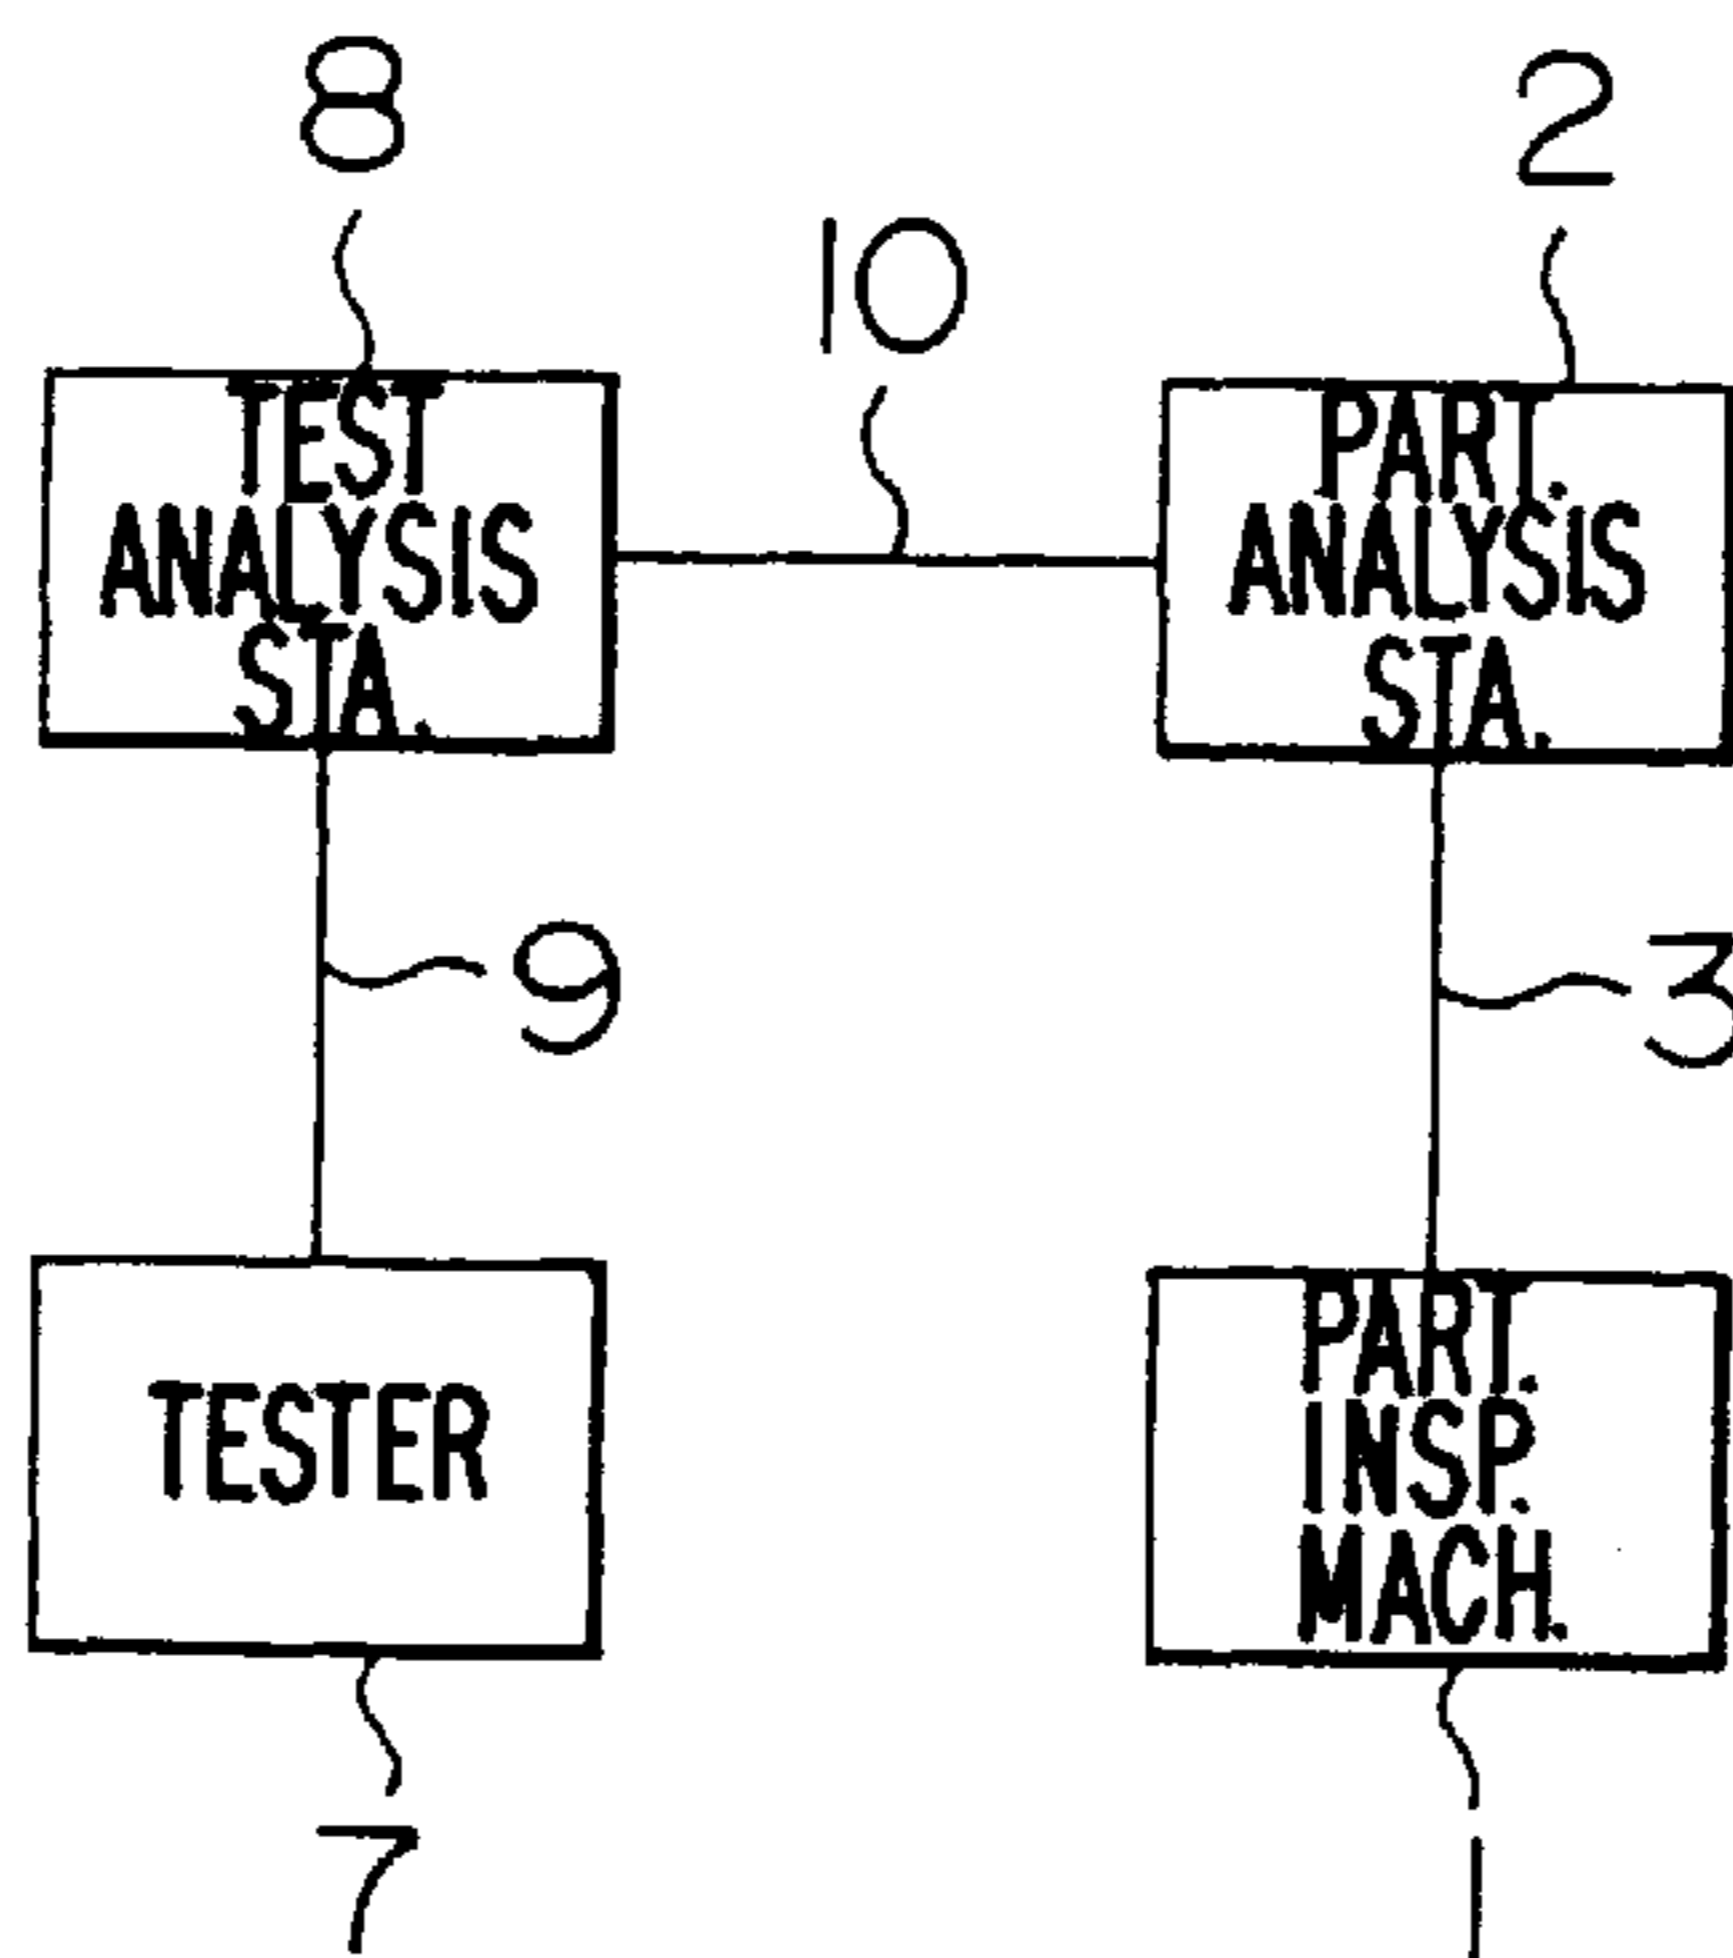 8
2
10
TEST
ANALYSIS
STA.
PART.
ANALYSIS
STA.
9
3
TESTER
PART.
INSP.
MACH.
7
1